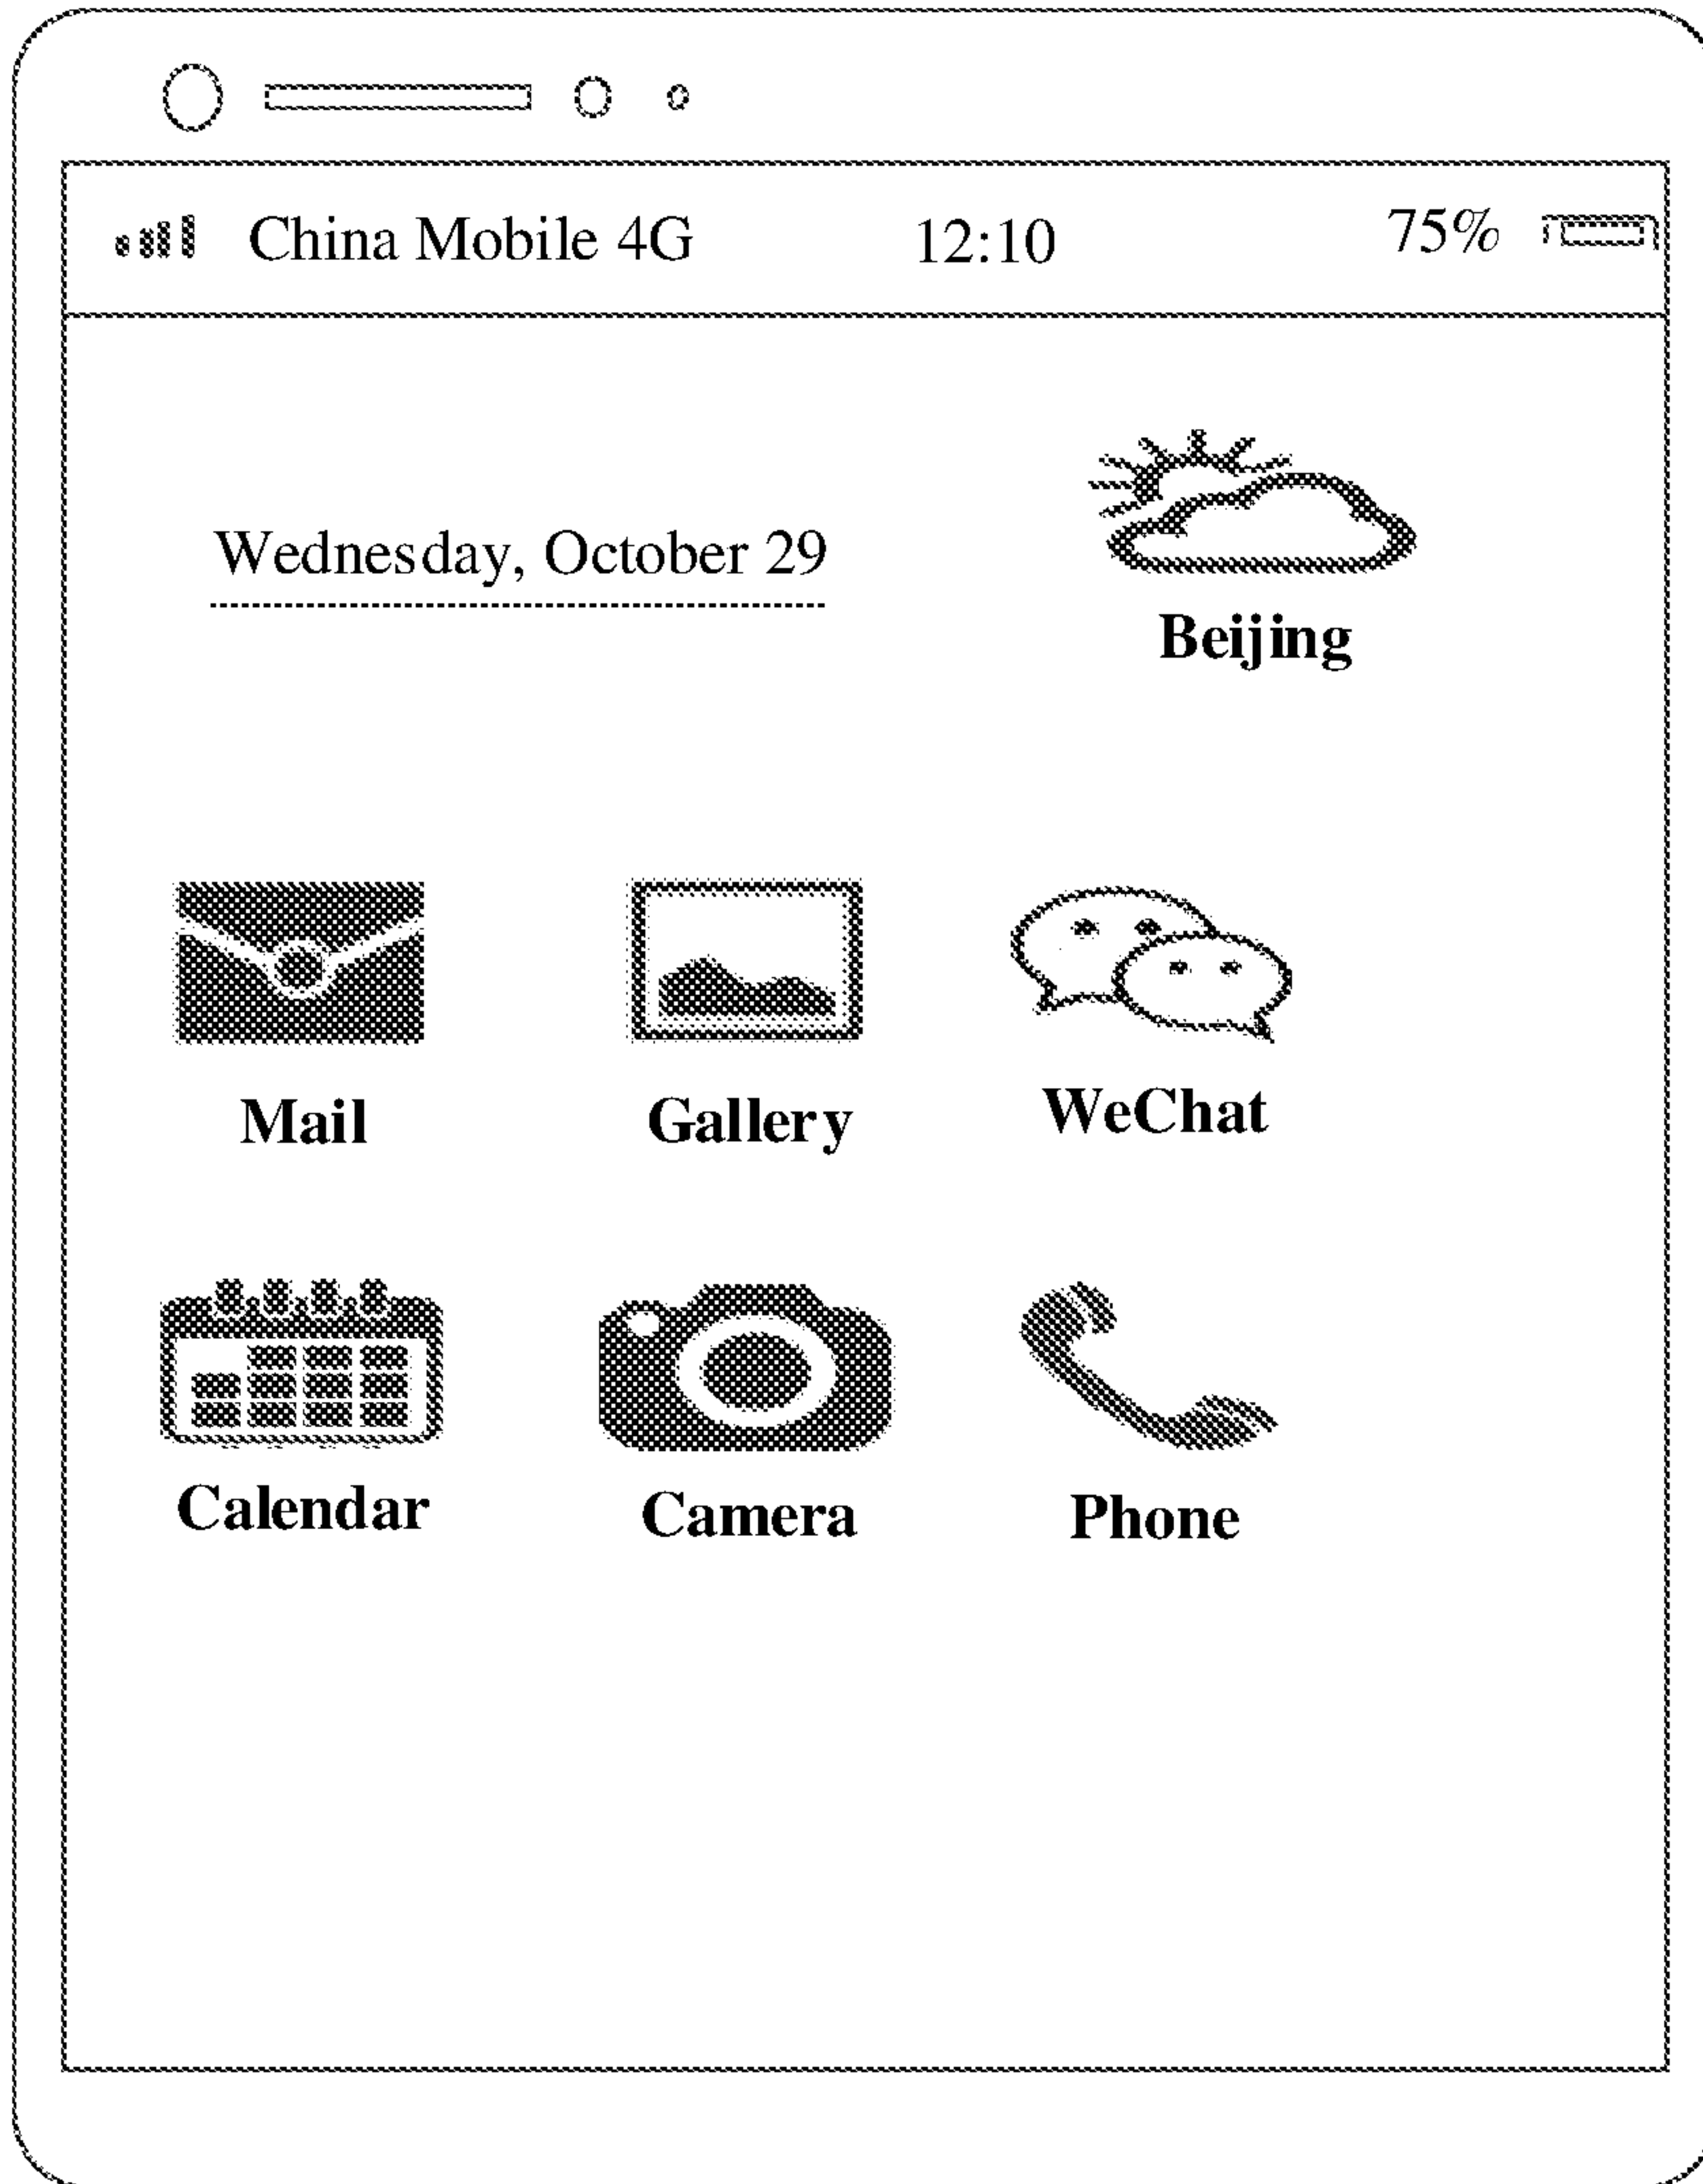 China Mobile 4G 12:10 75%
Wednesday, October 29
Beijing
Mail Gallery WeChat
Calendar Camera Phone